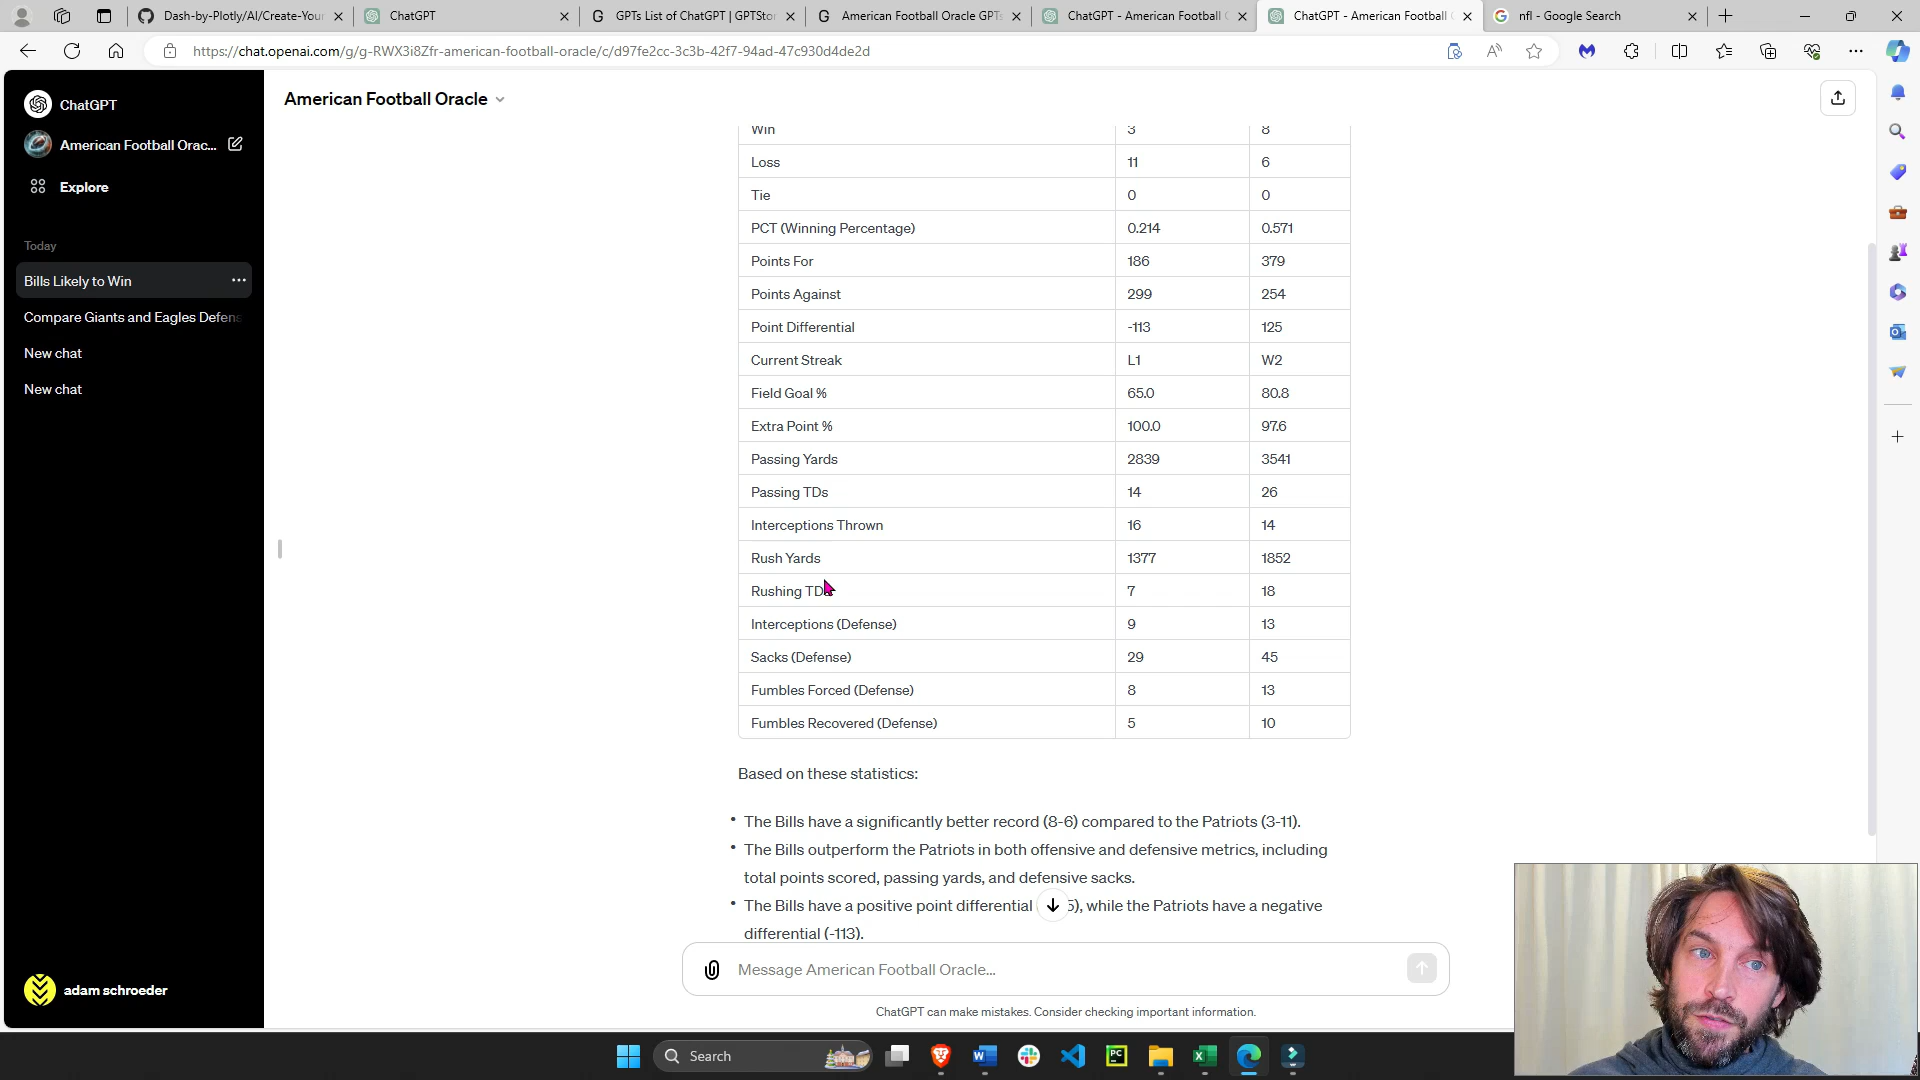 Dash-by-Plotly/AI/Create-Your
ChatGPT
GPTs List of ChatGPT | GPTStor
American Football Oracle GPTs
ChatGPT - American Football
ChatGPT - American Football
nfl - Google Search
https://chat.openai.com/g/g-RWX3i8Zfr-american-football-oracle/c/d97fe2cc-3c3b-42f7-94ad-47c930d4de2d
ChatGPT
American Football Orac...
Explore
Today
Bills Likely to Win
Compare Giants and Eagles Defens
New chat
New chat
adam schroeder
American Football Oracle
Win 3 8
Loss 11 6
Tie 0 0
PCT (Winning Percentage) 0.214 0.571
Points For 186 379
Points Against 299 254
Point Differential -113 125
Current Streak L1 W2
Field Goal % 65.0 80.8
Extra Point % 100.0 97.6
Passing Yards 2839 3541
Passing TDs 14 26
Interceptions Thrown 16 14
Rush Yards 1377 1852
Rushing TDs 7 18
Interceptions (Defense) 9 13
Sacks (Defense) 29 45
Fumbles Forced (Defense) 8 13
Fumbles Recovered (Defense) 5 10
Based on these statistics:
• The Bills have a significantly better record (8-6) compared to the Patriots (3-11).
• The Bills outperform the Patriots in both offensive and defensive metrics, including
total points scored, passing yards, and defensive sacks.
• The Bills have a positive point differential 5), while the Patriots have a negative
differential (-113).
Message American Football Oracle...
ChatGPT can make mistakes. Consider checking important information.
Search